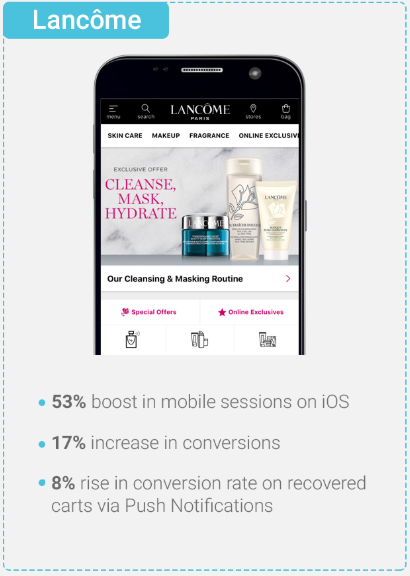 Lancôme
menu
search
LANCÔME
PARIS
stores
bag
SKIN CARE MAKEUP FRAGRANCE ONLINE EXCLUSIV
EXCLUSIVE OFFER
CLEANSE,
MASK,
HYDRATE
LANCÔME
Our Cleansing & Masking Routine
Special Offers
Online Exclusives
53% boost in mobile sessions on iOS
17% increase in conversions
8% rise in conversion rate on recovered
carts via Push Notifications